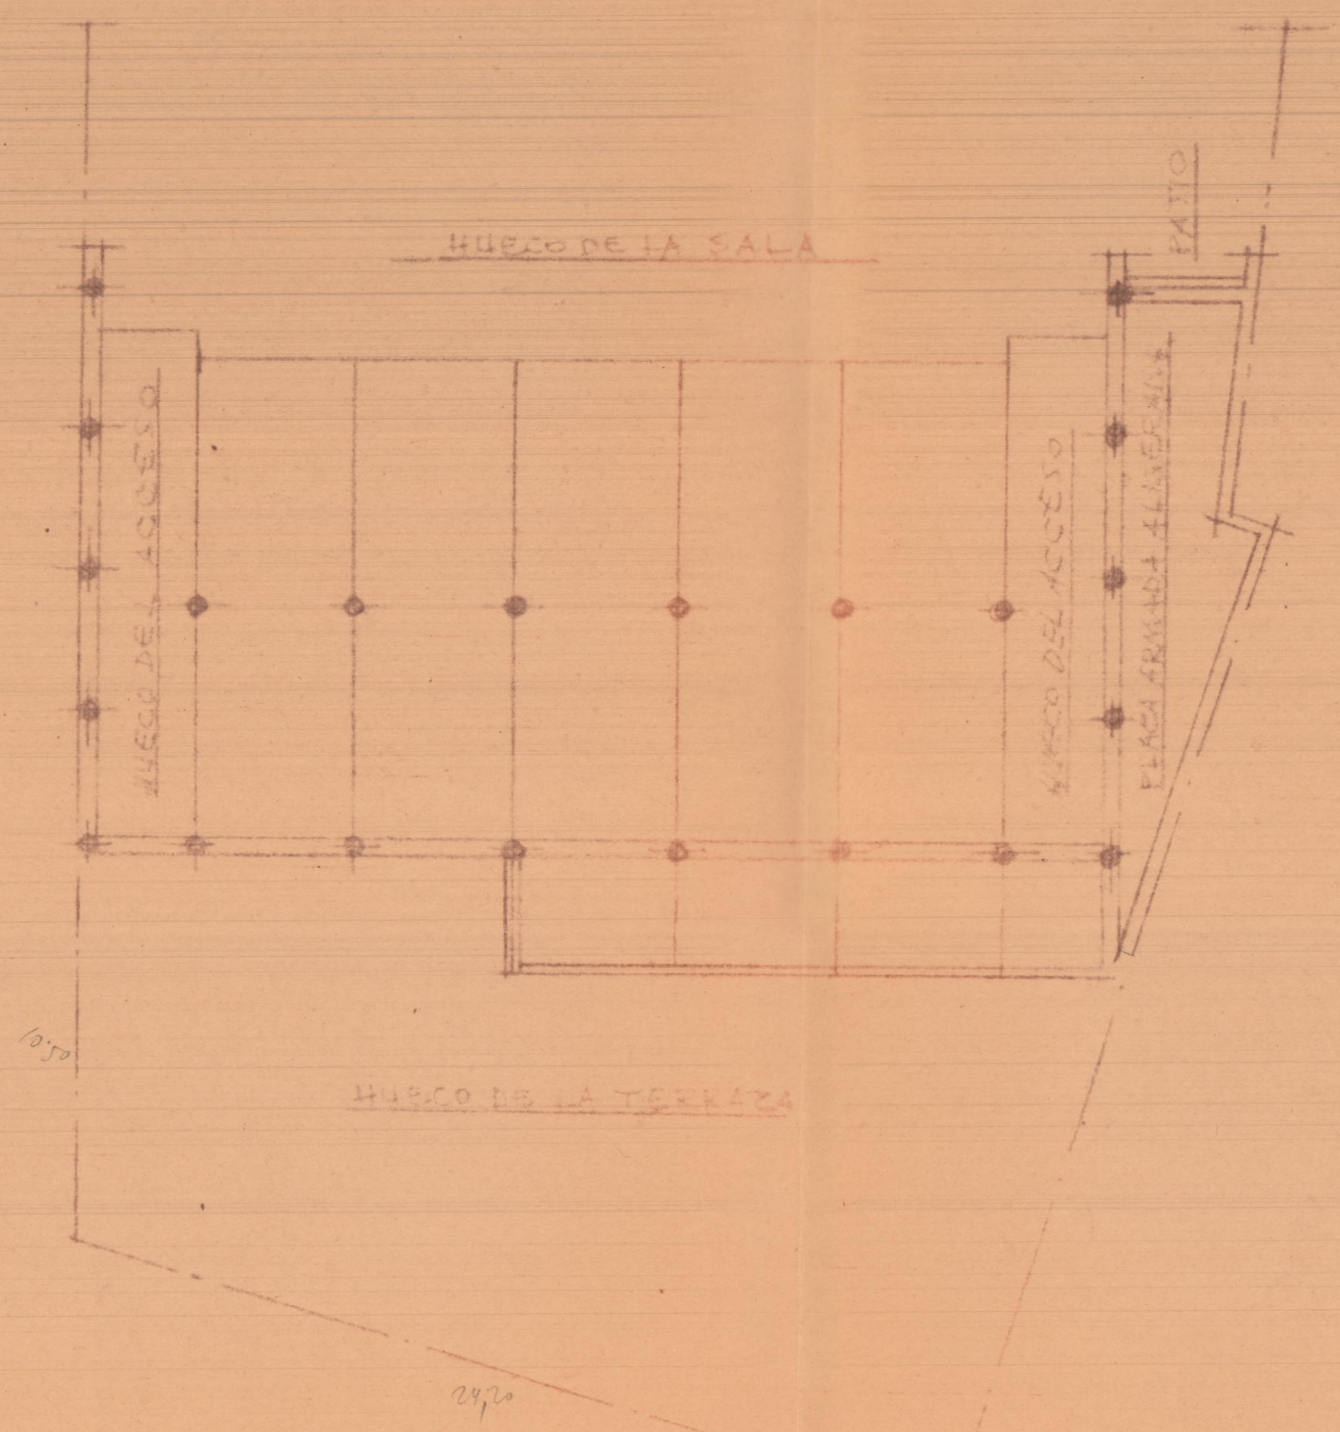 PATIO
HUECO DE LA SALA
HUECO DEL ACCESO
HUECO DEL ACCESO
PLACA ARMADA ALIGERADA
10.50
HUECO DE LA TERRAZA
24,20